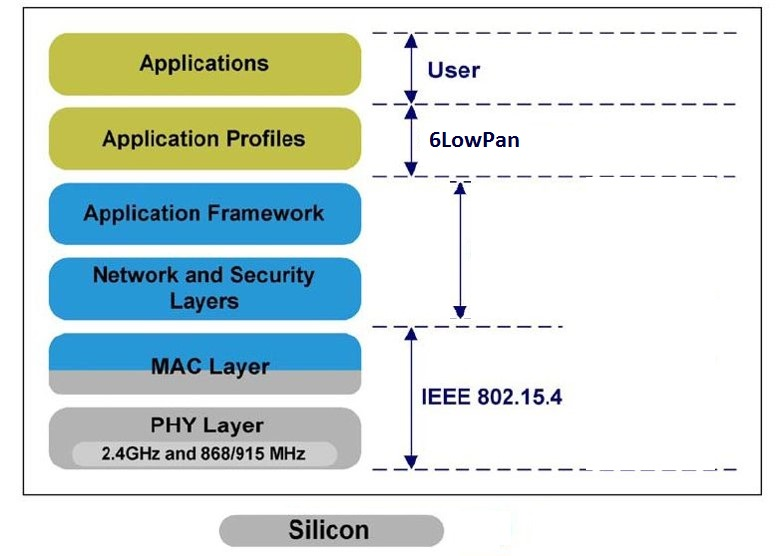 Applications
User
Application Profiles
6LowPan
Application Framework
Network and Security
Layers
MAC Layer
IEEE 802.15.4
PHY Layer
2.4GHz and 868/915 MHz
Silicon